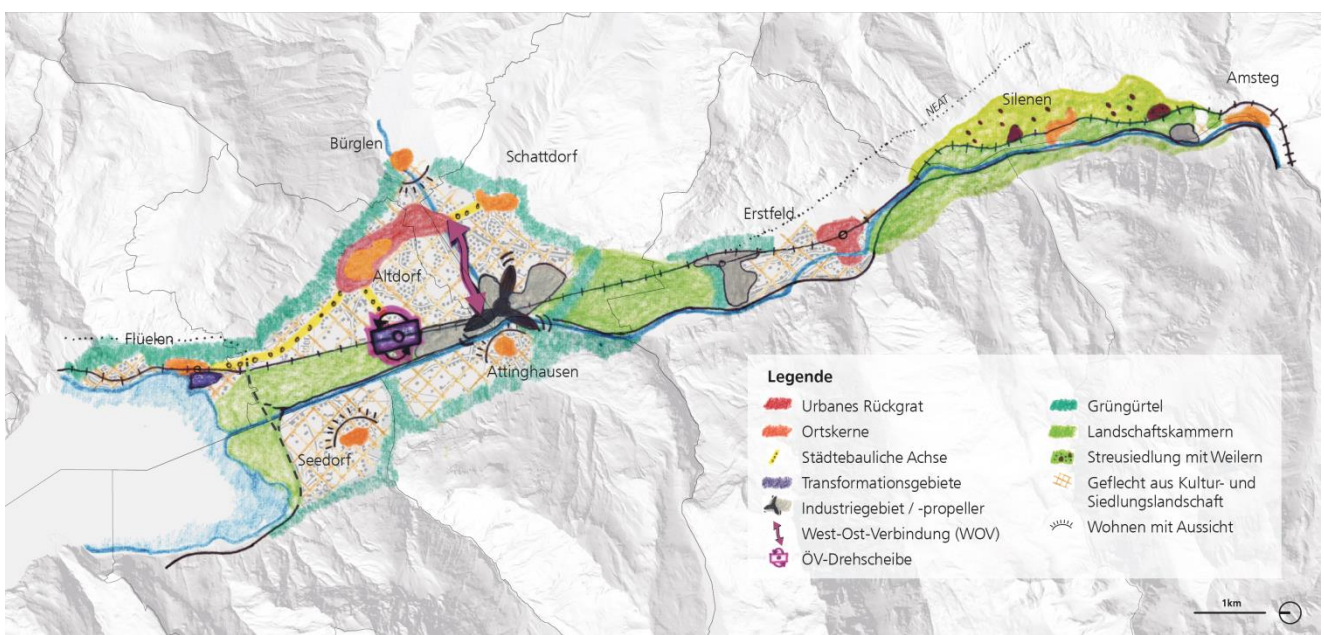 Amsteg
Silenen
NEAT
Bürglen
Schattdorf
Erstfeld
Altdorf
Flüelen
Attinghausen
Seedorf
Legende
Urbanes Rückgrat
Ortskerne
Städtebauliche Achse
Transformationsgebiete
Industriegebiet / -propeller
West-Ost-Verbindung (WOV)
ÖV-Drehscheibe
Grüngürtel
Landschaftskammern
Streusiedlung mit Weilern
Geflecht aus Kultur- und
Siedlungslandschaft
Wohnen mit Aussicht
1km